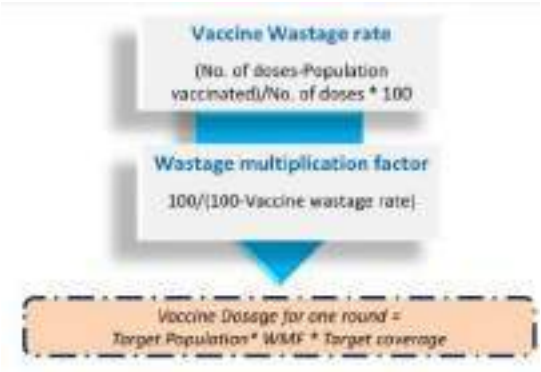 Vaccine Wastage rate
(No. of doses-Population
vaccinated)/No. of doses * 100
Wastage multiplication factor
100/(100-Vaccine wastage rate)
Vaccine Dosage for one round =
Target Population* WMF * Target coverage